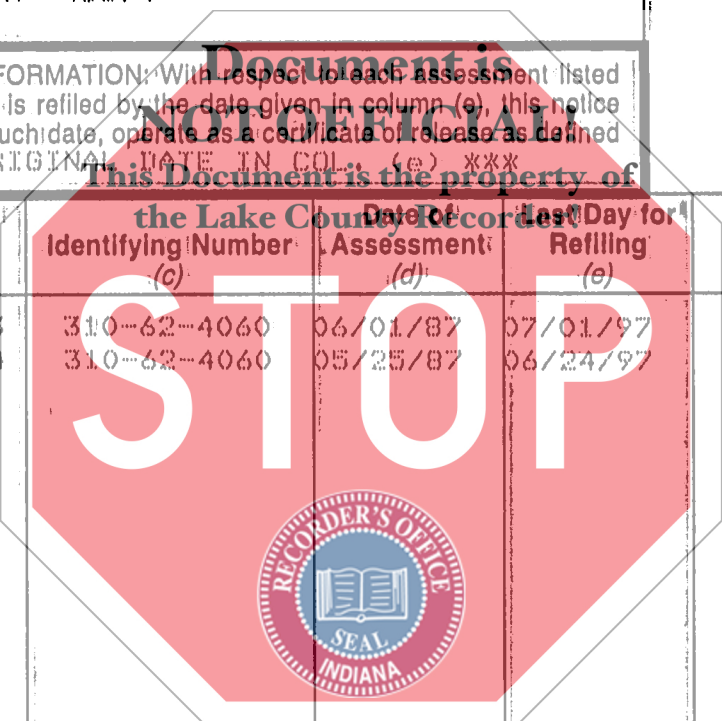 Document is
FORMATION: With respect to each assessment listed
is refiled by the date given in column (e), this notice
NOT OFFICIAL!
uch date, operate as a certificate of release as defined
RIGINAL DATE IN COL. (e) ***
This Document is the property of
the Lake County Recorder!
Identifying Number
(c)
Date of
Assessment
(d)
Last Day for
Refiling
(e)
310-62-4060 06/01/87 07/01/97
310-62-4060 05/25/87 06/24/97
STOP
RECORDER'S OFFICE
SEAL
INDIANA